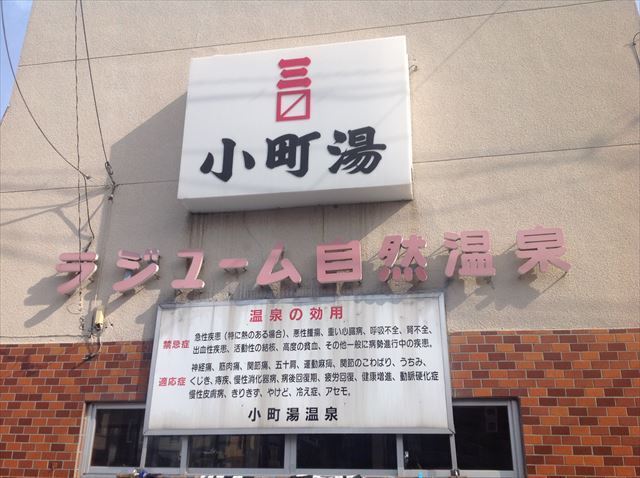 三〼
小町湯
ラジユーム自然温泉
温泉の効用
禁忌症 急性疾患（特に熱のある場合）、悪性腫瘍、重い心臓病、呼吸不全、腎不全、
出血性疾患、活動性の結核、高度の貧血、その他一般に病勢進行中の疾患。
神経痛、筋肉痛、関節痛、五十肩、運動麻痺、関節のこわばり、うちみ、
適応症 くじき、痔疾、慢性消化器病、病後回復期、疲労回復、健康増進、動脈硬化症
慢性皮膚病、きりきず、やけど、冷え症、アセモ。
小町湯温泉